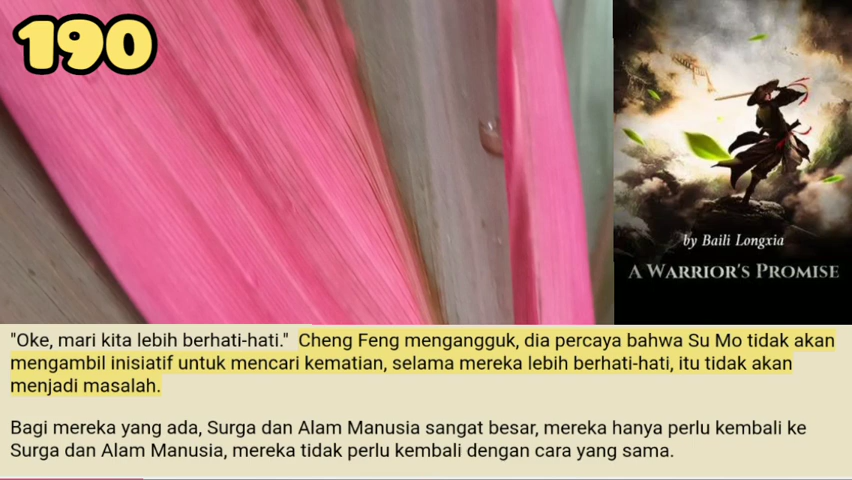 190
by Baili Longxia
A WARRIOR'S PROMISE
"Oke, mari kita lebih berhati-hati." Cheng Feng mengangguk, dia percaya bahwa Su Mo tidak akan
mengambil inisiatif untuk mencari kematian, selama mereka lebih berhati-hati, itu tidak akan
menjadi masalah.
Bagi mereka yang ada, Surga dan Alam Manusia sangat besar, mereka hanya perlu kembali ke
Surga dan Alam Manusia, mereka tidak perlu kembali dengan cara yang sama.